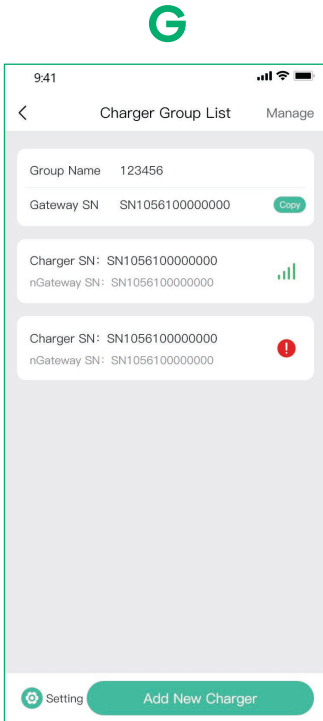 G
9:41
Charger Group List Manage
Group Name 123456
Gateway SN SN1056100000000 Copy
Charger SN: SN1056100000000
nGateway SN: SN1056100000000
Charger SN: SN1056100000000
nGateway SN: SN1056100000000
Setting Add New Charger